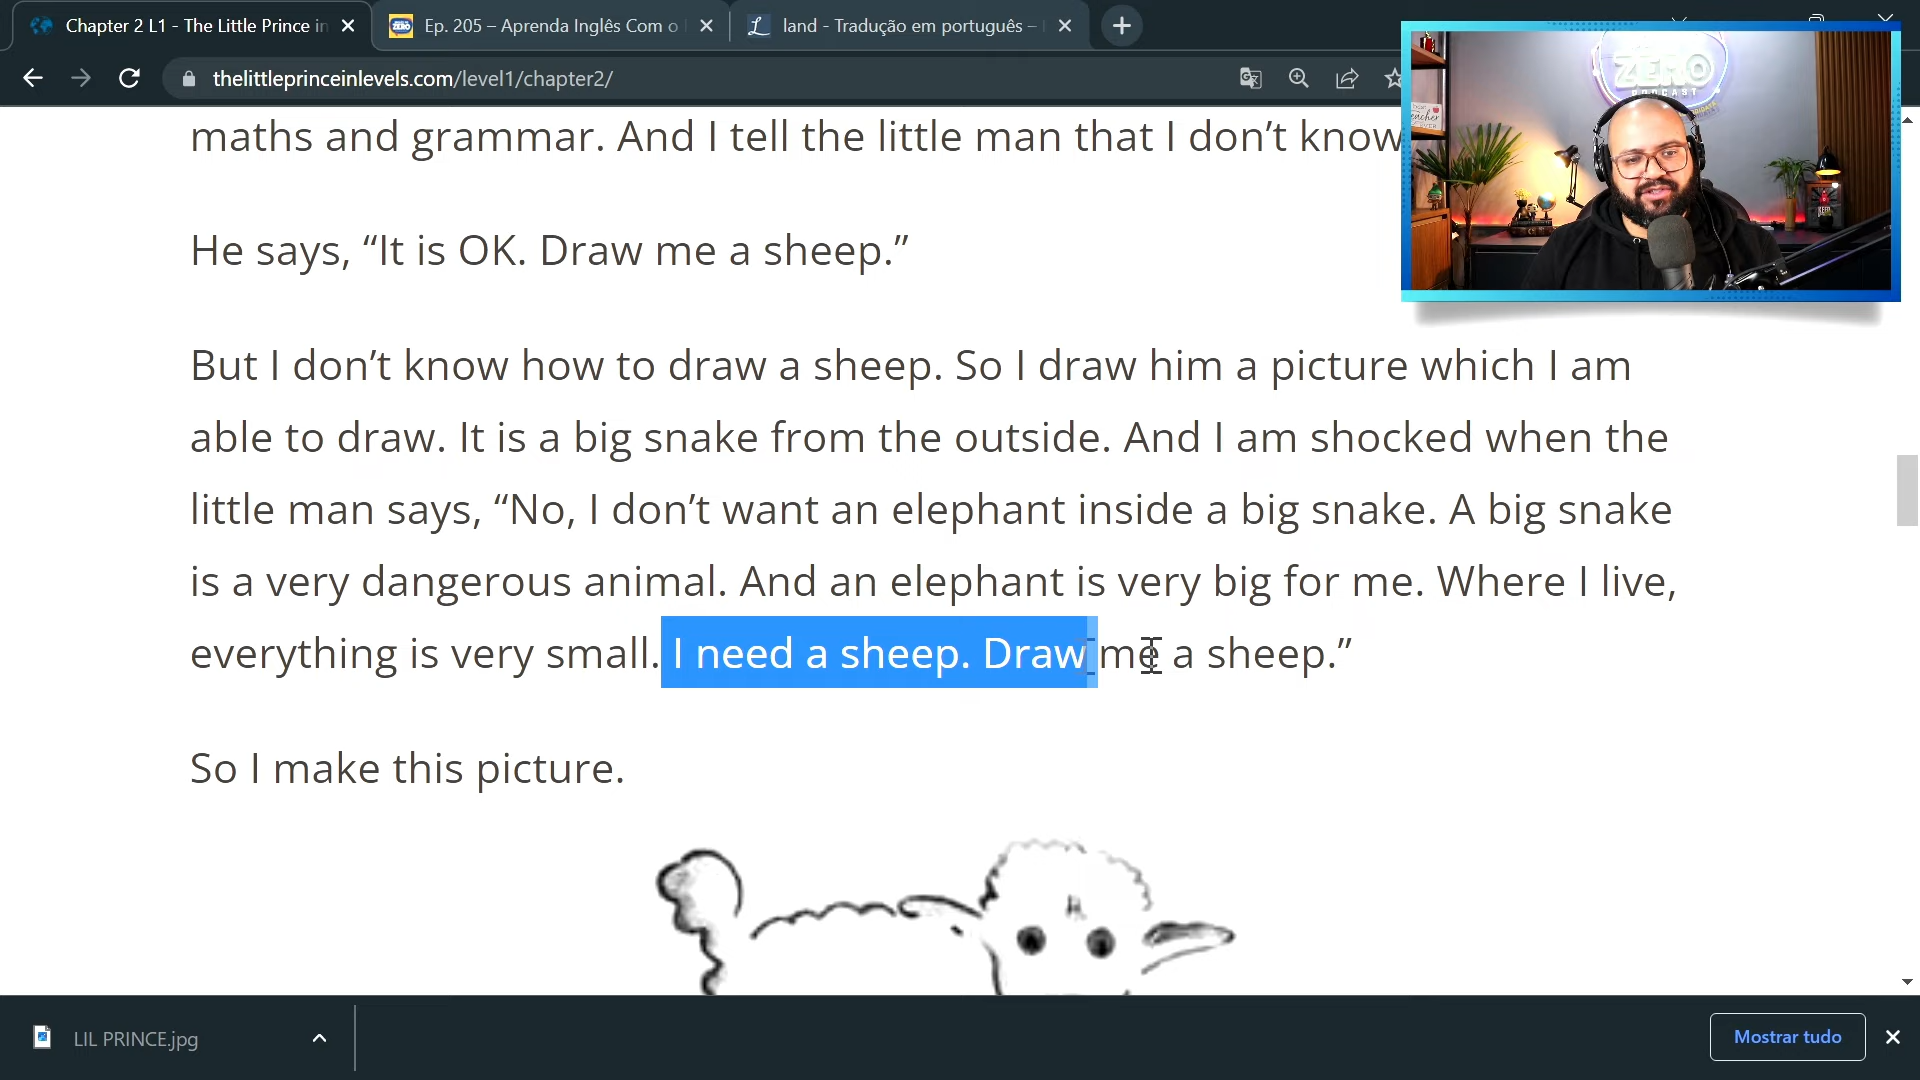 Chapter 2 L1 - The Little Prince in
Ep. 205 – Aprenda Inglês Com o
land - Tradução em português –
thelittleprinceinlevels.com/level1/chapter2/
ZERO
PODCAST
maths and grammar. And I tell the little man that I don’t know
He says, “It is OK. Draw me a sheep.”
But I don’t know how to draw a sheep. So I draw him a picture which I am
able to draw. It is a big snake from the outside. And I am shocked when the
little man says, “No, I don’t want an elephant inside a big snake. A big snake
is a very dangerous animal. And an elephant is very big for me. Where I live,
everything is very small. I need a sheep. Draw me a sheep.”
So I make this picture.
LIL PRINCE.jpg
Mostrar tudo